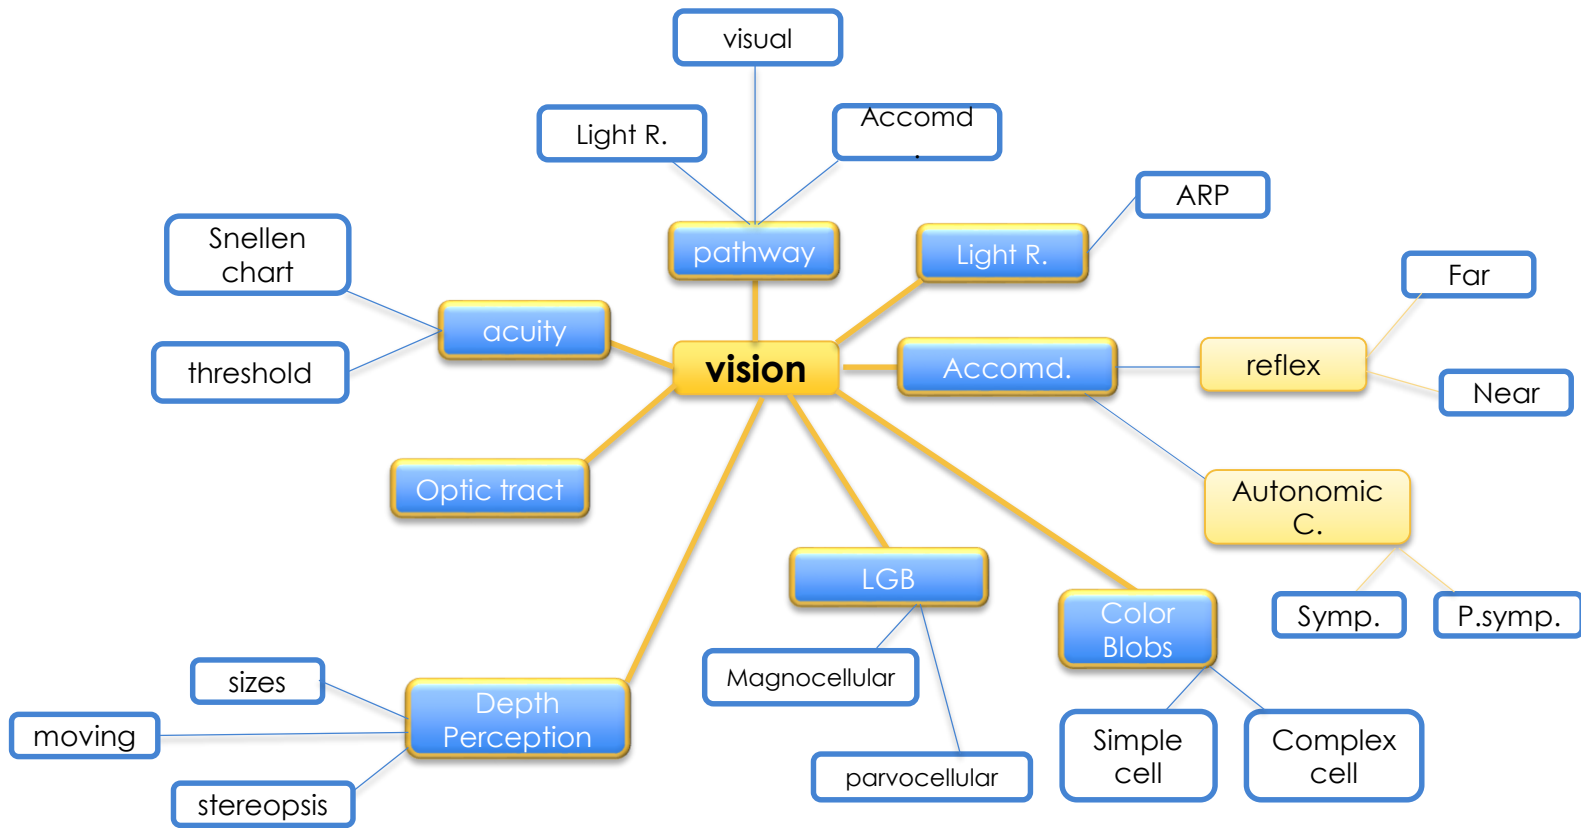 visual
Light R.
Accomd
.
ARP
Snellen
chart
pathway
Light R.
Far
acuity
threshold
vision
Accomd.
reflex
Near
Optic tract
Autonomic
C.
LGB
Color
Blobs
Symp.
P.symp.
Magnocellular
sizes
Depth
Perception
moving
Simple
cell
Complex
cell
parvocellular
stereopsis